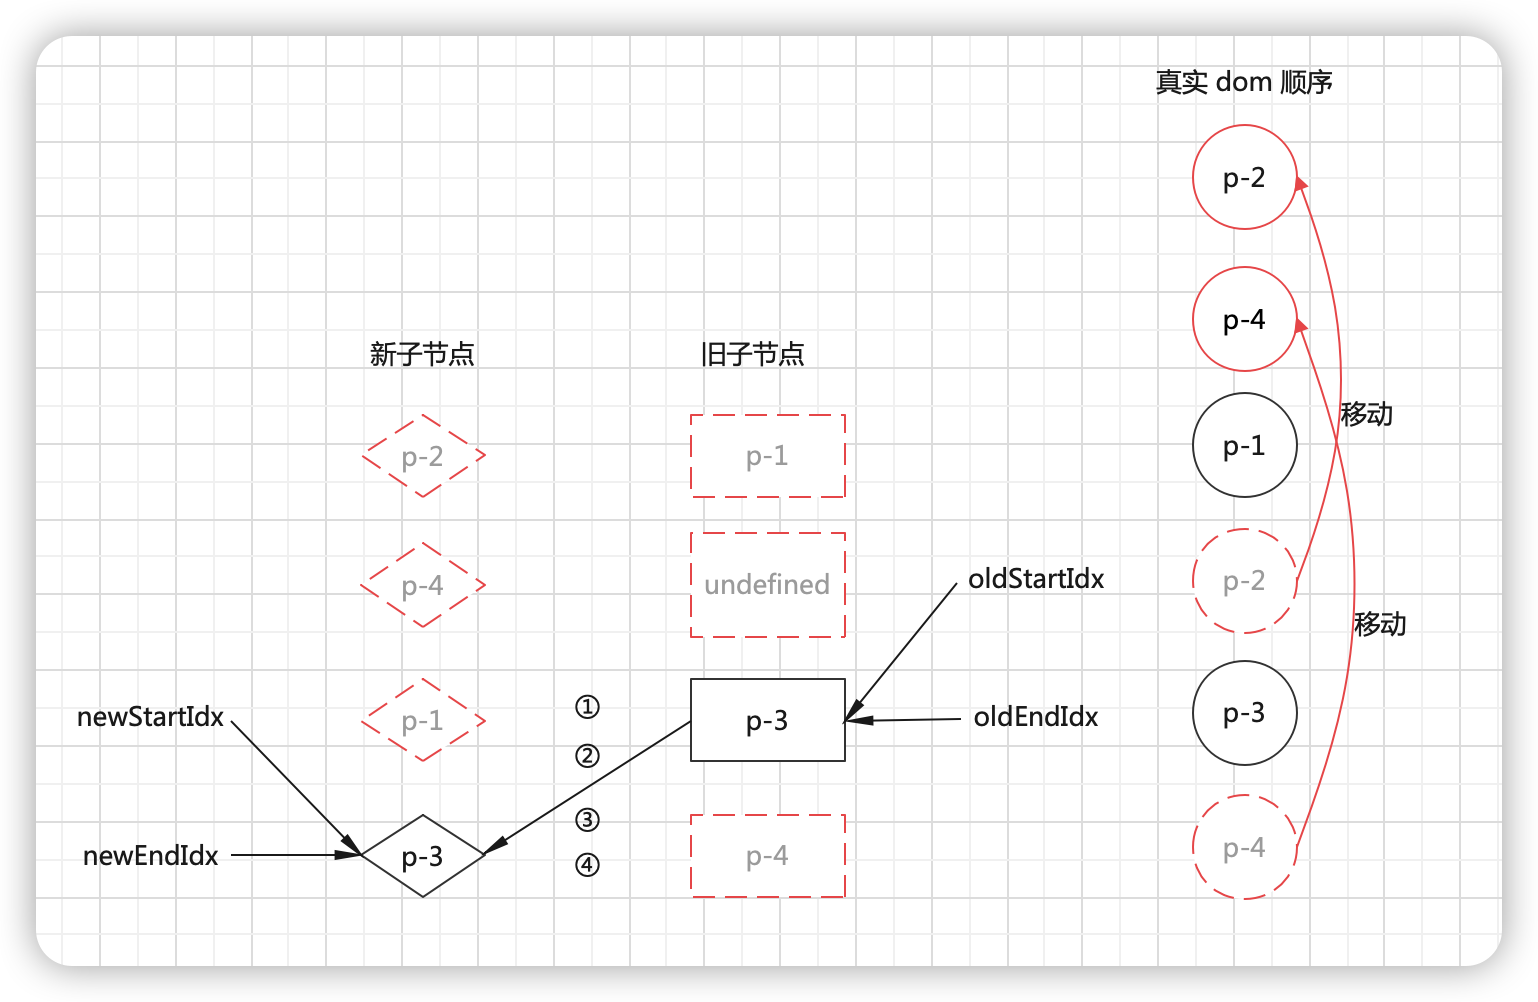 真实 dom 顺序
p-2
p-4
新子节点
旧子节点
移动
p-2
p-1
p-1
p-4
undefined
oldStartIdx
p-2
移动
newStartIdx
p-1
①
p-3
oldEndIdx
p-3
②
③
newEndIdx
p-3
④
p-4
p-4